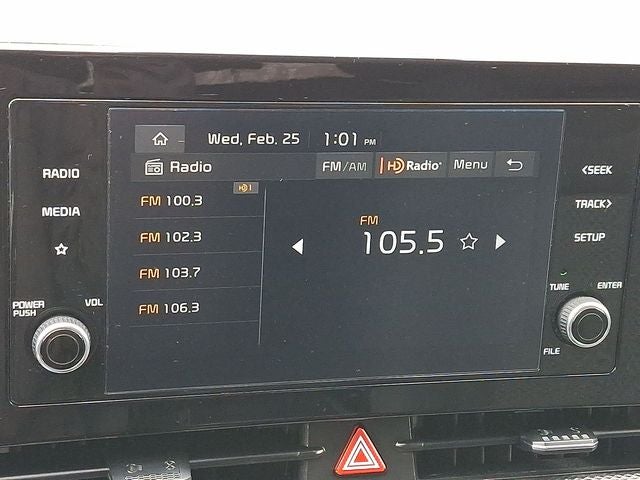 Wed, Feb. 25 1:01 PM
Radio FM/AM HD Radio Menu
RADIO
MEDIA
POWER
PUSH
VOL
HD 1
FM 100.3
FM 102.3
FM 103.7
FM 106.3
FM
105.5
<SEEK
TRACK>
SETUP
TUNE
ENTER
FILE